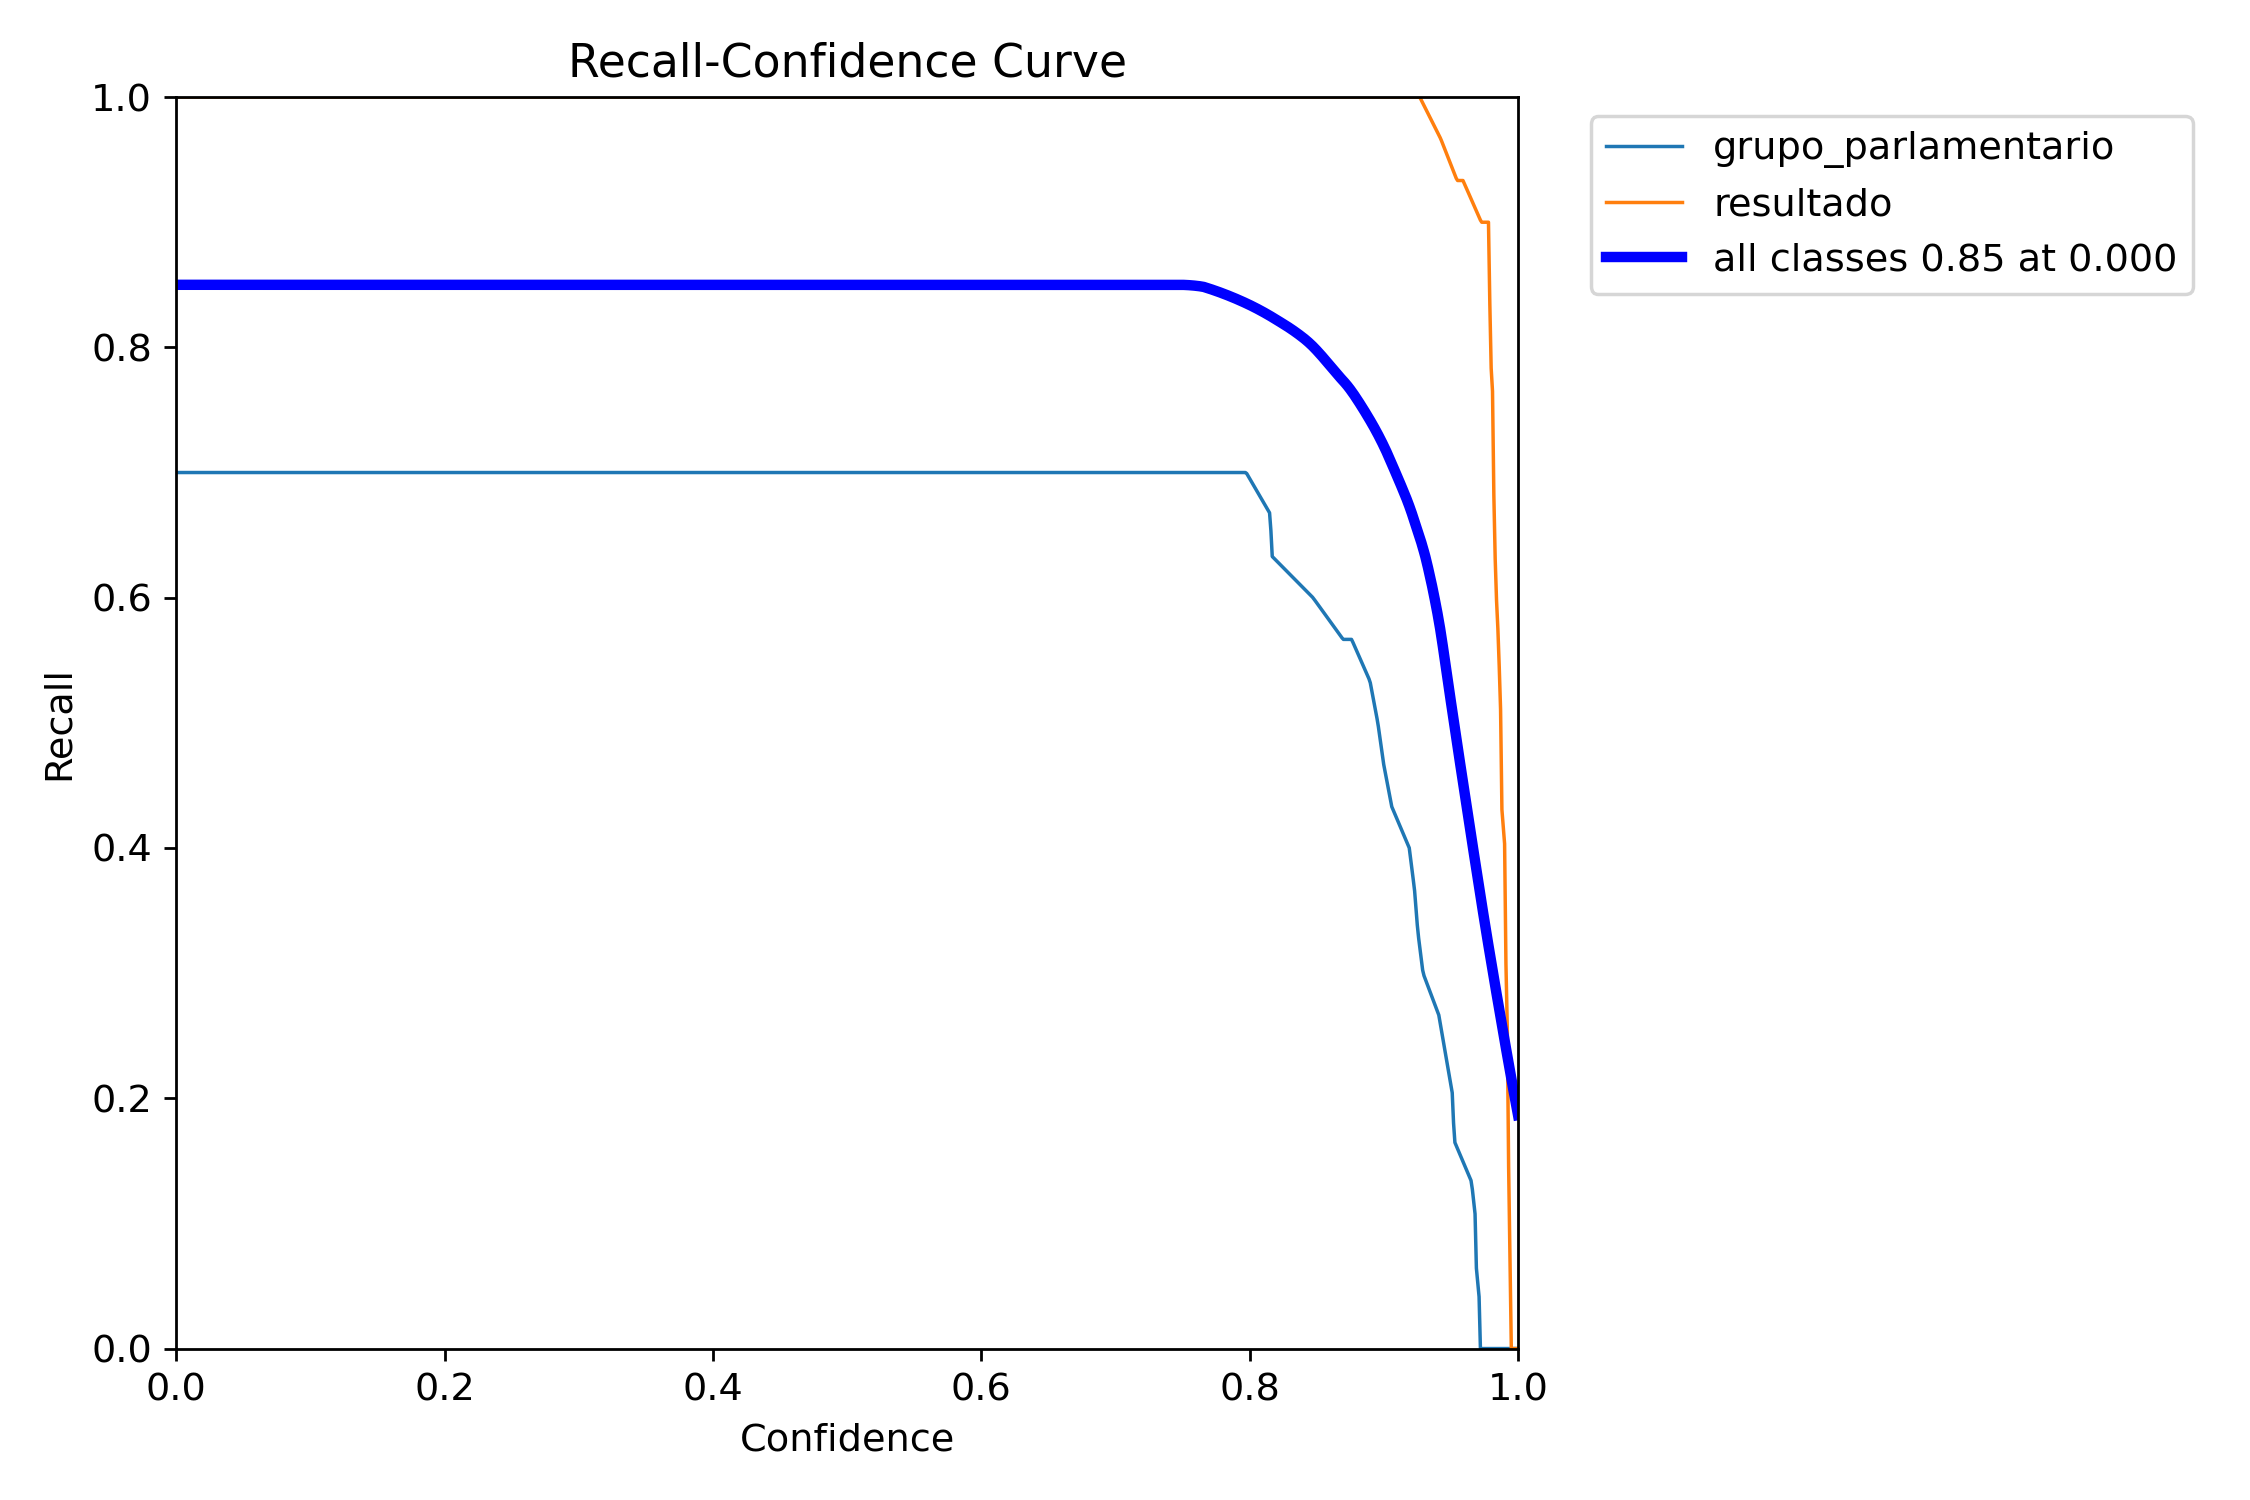 Recall-Confidence Curve
1.0
0.8
0.6
0.4
0.2
0.0
Recall
0.0 0.2 0.4 0.6 0.8 1.0
Confidence
grupo_parlamentario
resultado
all classes 0.85 at 0.000